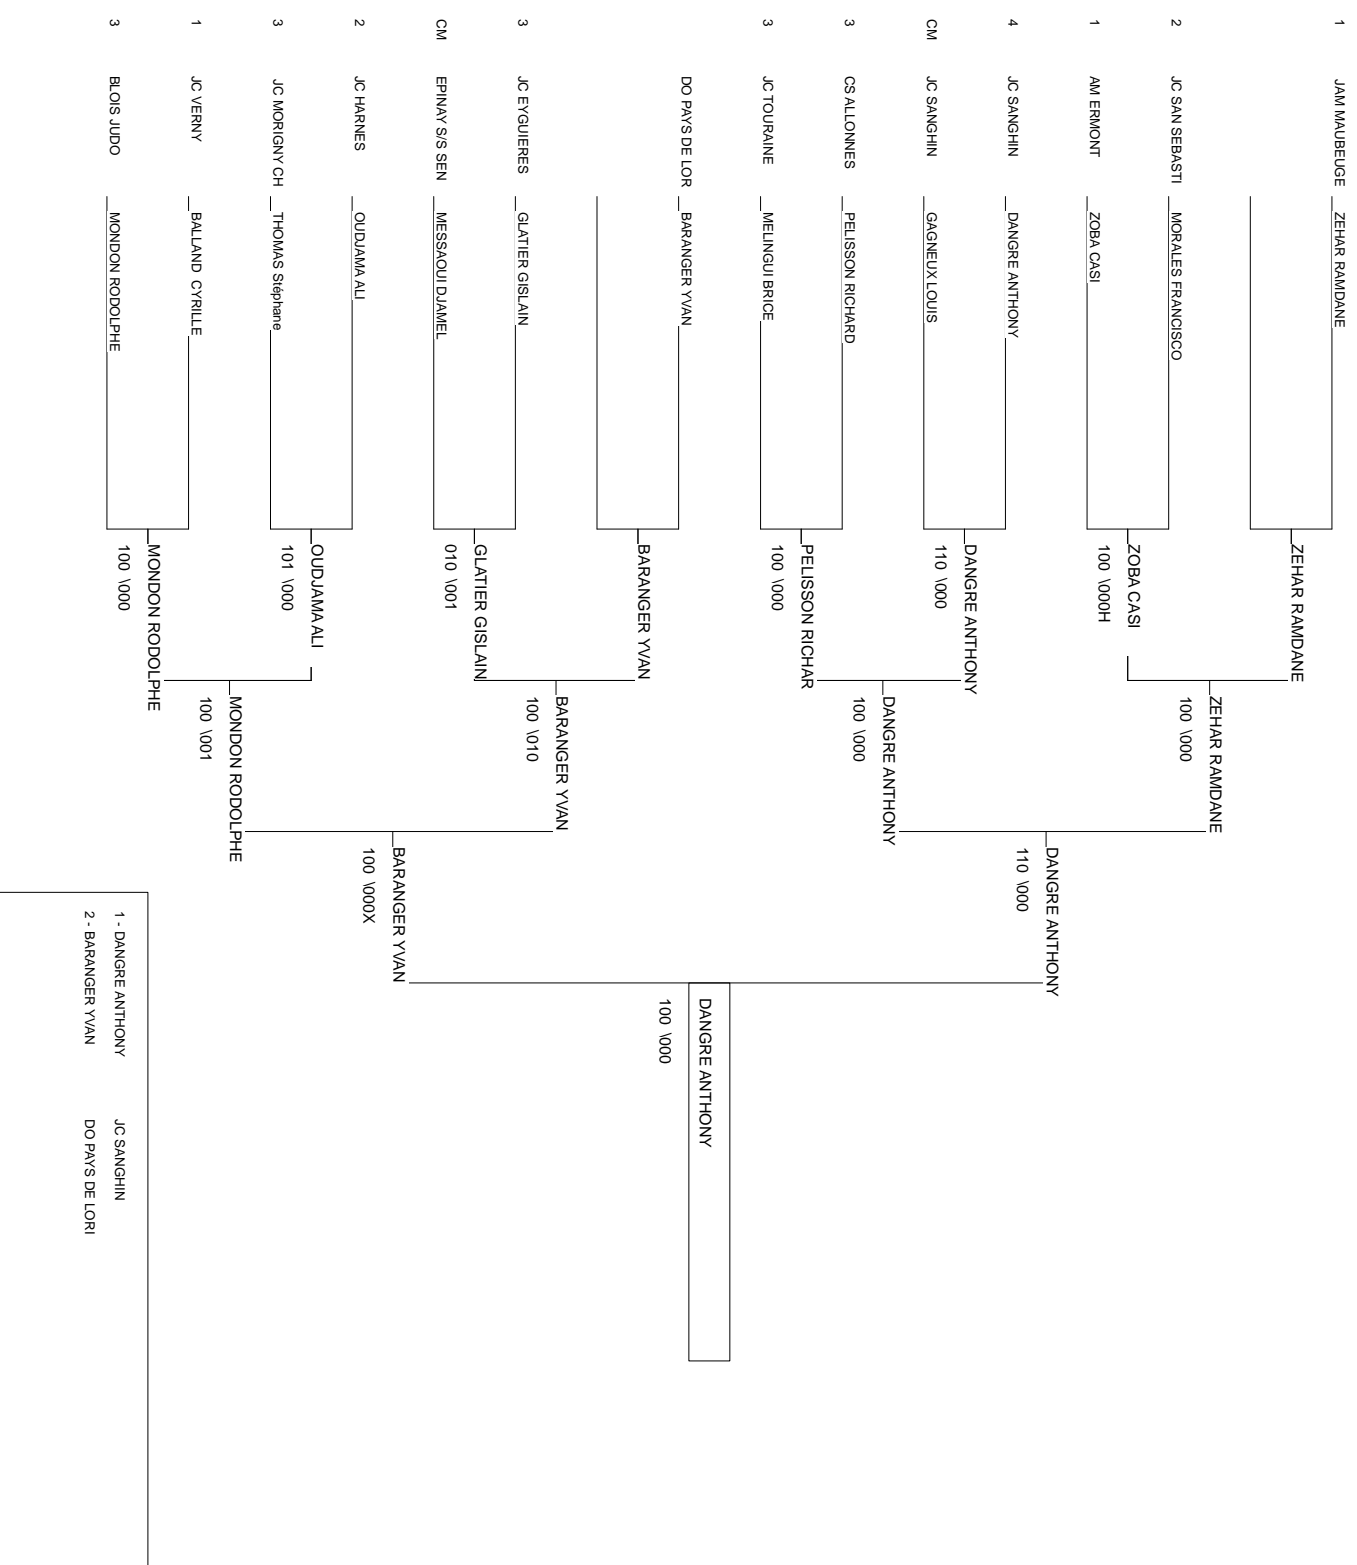 1 JAM MAUBEUGE ZEHAR RAMDANE
ZEHAR RAMDANE
2 JC SAN SEBASTI MORALES FRANCISCO
ZEHAR RAMDANE
100 \000
1 AM ERMONT ZOBA CASI
ZOBA CASI
100 \000H
DANGRE ANTHONY
110 \000
4 JC SANGHIN DANGRE ANTHONY
DANGRE ANTHONY
110 \000
CM JC SANGHIN GAGNEUX LOUIS
DANGRE ANTHONY
100 \000
3 CS ALLONNES PELISSON RICHARD
PELISSON RICHAR
100 \000
3 JC TOURAINE MELINGUI BRICE
DANGRE ANTHONY
100 \000
DO PAYS DE LOR BARANGER YVAN
BARANGER YVAN
BARANGER YVAN
100 \010
3 JC EYGUIERES GLATIER GISLAIN
GLATIER GISLAIN
010 \001
CM EPINAY S/S SEN MESSAOUI DJAMEL
BARANGER YVAN
100 \000X
2 JC HARNES OUDJAMA ALI
OUDJAMA ALI
101 \000
3 JC MORIGNY CH THOMAS Stéphane
MONDON RODOLPHE
100 \001
1 JC VERNY BALLAND CYRILLE
MONDON RODOLPHE
100 \000
3 BLOIS JUDO MONDON RODOLPHE
1 - DANGRE ANTHONY JC SANGHIN
2 - BARANGER YVAN DO PAYS DE LORI